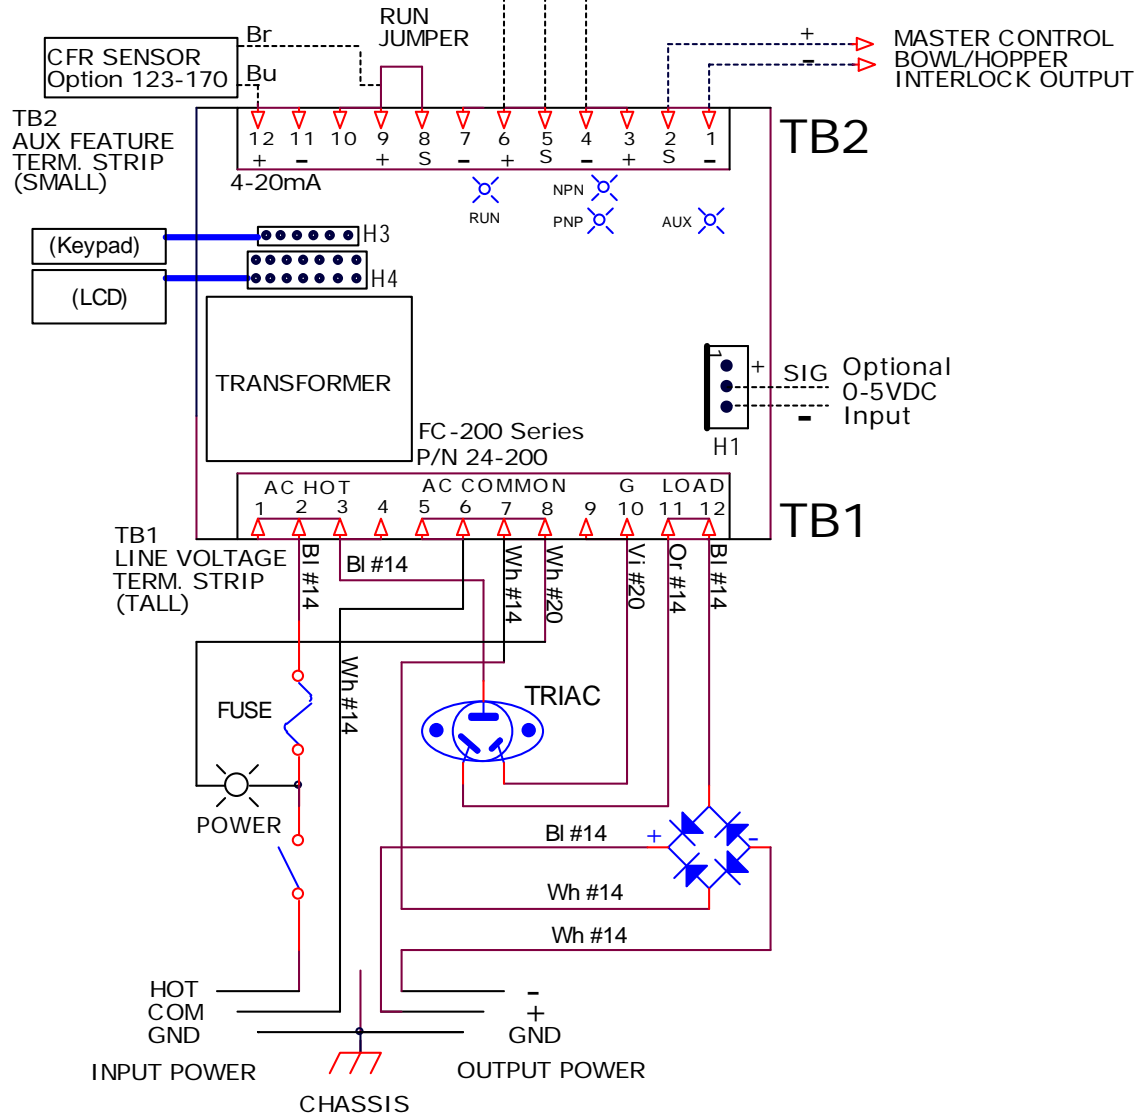 RUN
JUMPER
Br
CFR SENSOR
Option 123-170
Bu
+
-
MASTER CONTROL
BOWL/HOPPER
INTERLOCK OUTPUT
TB2
AUX FEATURE
TERM. STRIP
(SMALL)
12 11 10 9 8 7 6 5 4 3 2 1
+ - + S - + S - + S -
TB2
4-20mA
RUN
NPN
PNP
AUX
(Keypad)
H3
(LCD)
H4
TRANSFORMER
1
+
SIG
-
Optional
0-5VDC
Input
H1
FC-200 Series
P/N 24-200
AC HOT AC COMMON G LOAD
1 2 3 4 5 6 7 8 9 10 11 12
TB1
TB1
LINE VOLTAGE
TERM. STRIP
(TALL)
Bl #14
Bl #14
Wh #14
Wh #20
Vi #20
Or #14
Bl #14
Wh #14
FUSE
TRIAC
POWER
Bl #14
+
-
Wh #14
Wh #14
HOT
COM
GND
-
+
GND
INPUT POWER
OUTPUT POWER
CHASSIS